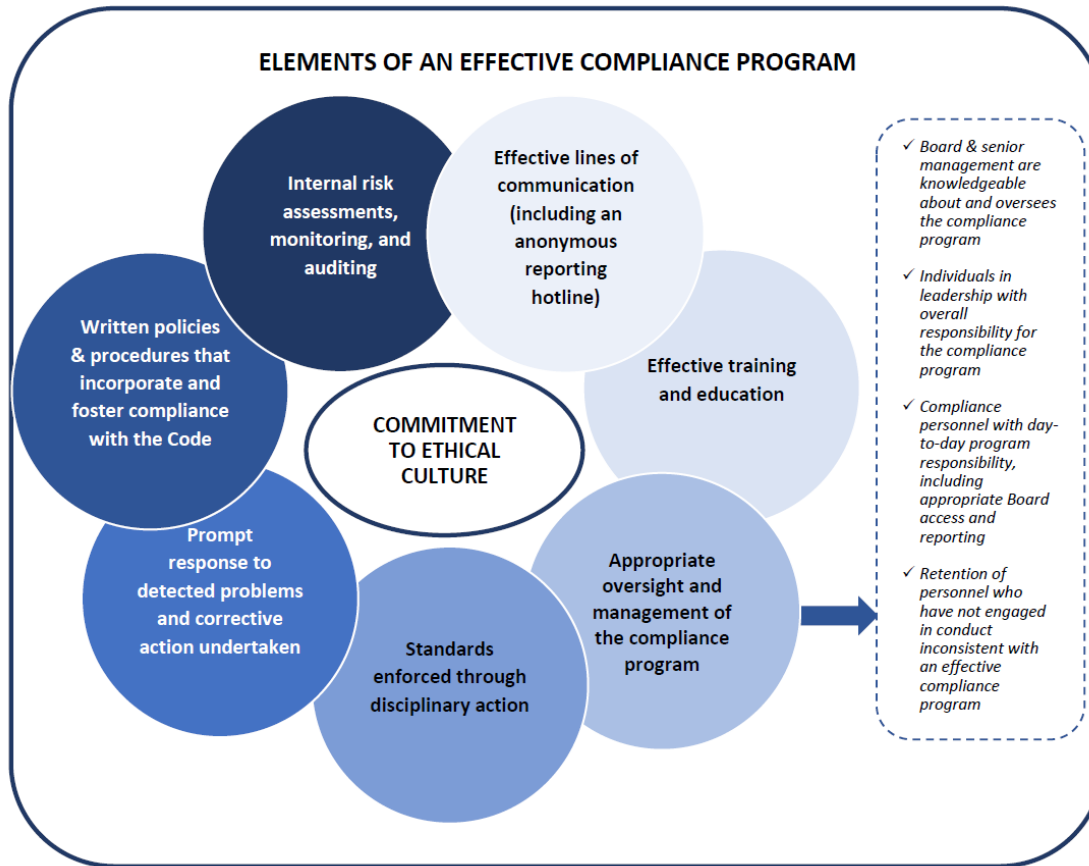 ELEMENTS OF AN EFFECTIVE COMPLIANCE PROGRAM
Internal risk
assessments,
monitoring, and
auditing
Effective lines of
communication
(including an
anonymous
reporting
hotline)
Effective training
and education
Appropriate
oversight and
management of
the compliance
program
Standards
enforced through
disciplinary action
Prompt
response to
detected problems
and corrective
action undertaken
Written policies
& procedures that
incorporate and
foster compliance
with the Code
COMMITMENT
TO ETHICAL
CULTURE
✓ Board & senior
management are
knowledgeable
about and oversees
the compliance
program
✓ Individuals in
leadership with
overall
responsibility for
the compliance
program
✓ Compliance
personnel with day-
to-day program
responsibility,
including
appropriate Board
access and
reporting
✓ Retention of
personnel who
have not engaged
in conduct
inconsistent with
an effective
compliance
program